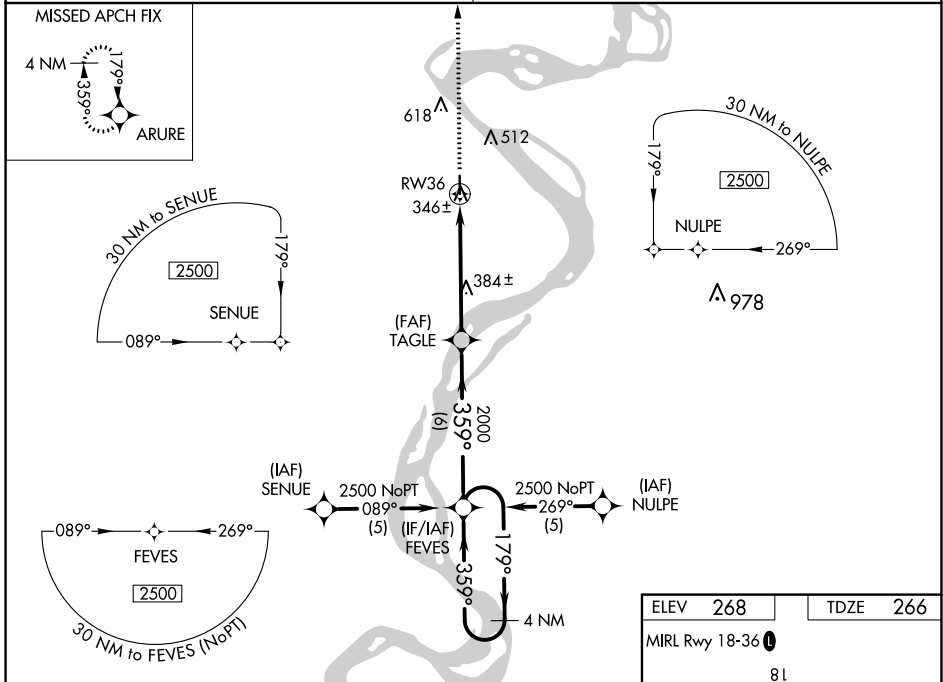 MISSED APCH FIX
4 NM
179°
359°
ARURE
618
512
RW36
346±
30 NM to NULPE
179°
2500
NULPE
269°
978
30 NM to SENUE
179°
2500
SENUE
089°
384±
(FAF)
TAGLE
2000
359°
(6)
(IAF)
SENUE
2500 NoPT
089°
(5)
(IF/IAF)
FEVES
2500 NoPT
269°
(5)
(IAF)
NULPE
179°
359°
4 NM
089°
269°
FEVES
2500
30 NM to FEVES (NoPT)
ELEV 268
TDZE 266
MIRL Rwy 18-36 L
18